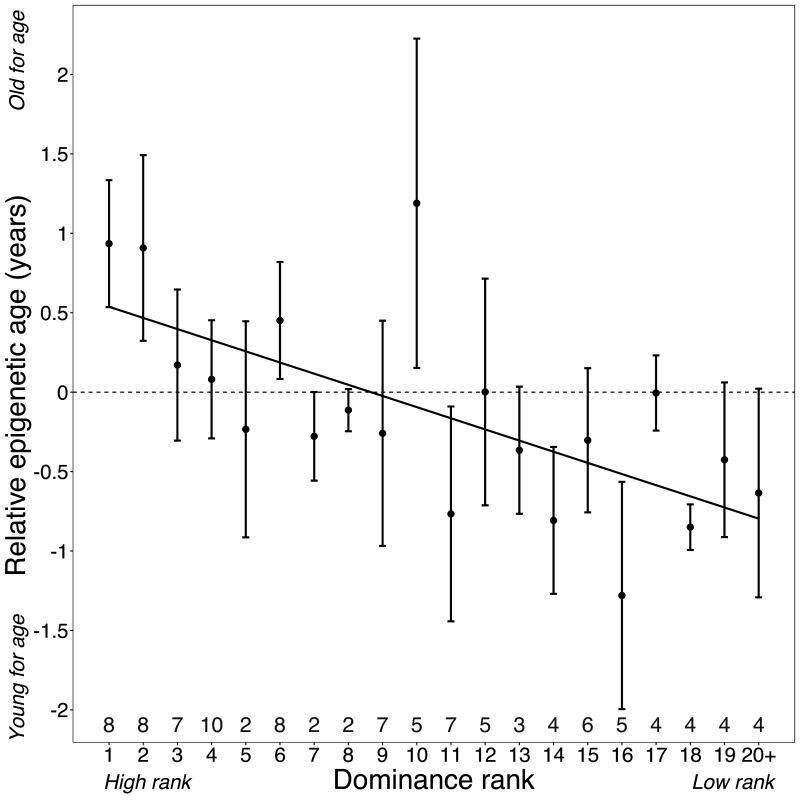 Old for age
Relative epigenetic age (years)
Young for age
2
1.5
1
0.5
0
-0.5
-1
-1.5
-2
8 8 7 10 2 8 2 2 7 5 7 5 3 4 6 5 4 4 4 4
1 2 3 4 5 6 7 8 9 10 11 12 13 14 15 16 17 18 19 20+
High rank Dominance rank Low rank